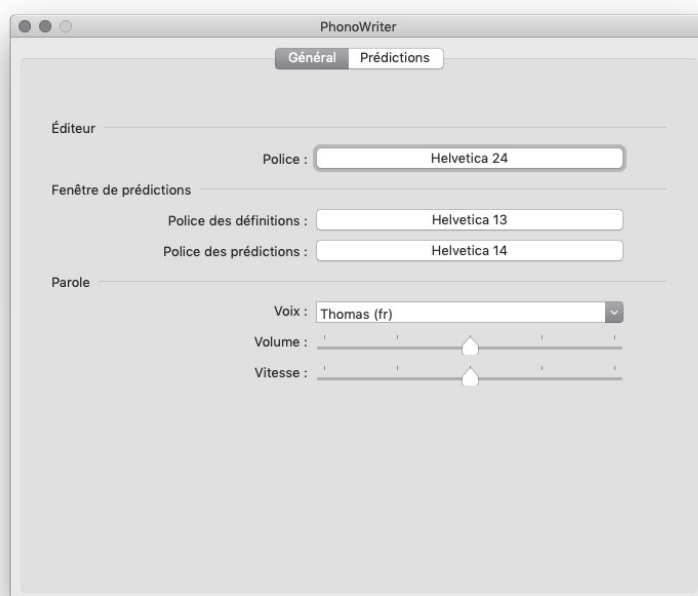 PhonoWriter
Général Prédictions
Éditeur
Police : Helvetica 24
Fenêtre de prédictions
Police des définitions : Helvetica 13
Police des prédictions : Helvetica 14
Parole
Voix : Thomas (fr)
Volume :
Vitesse :